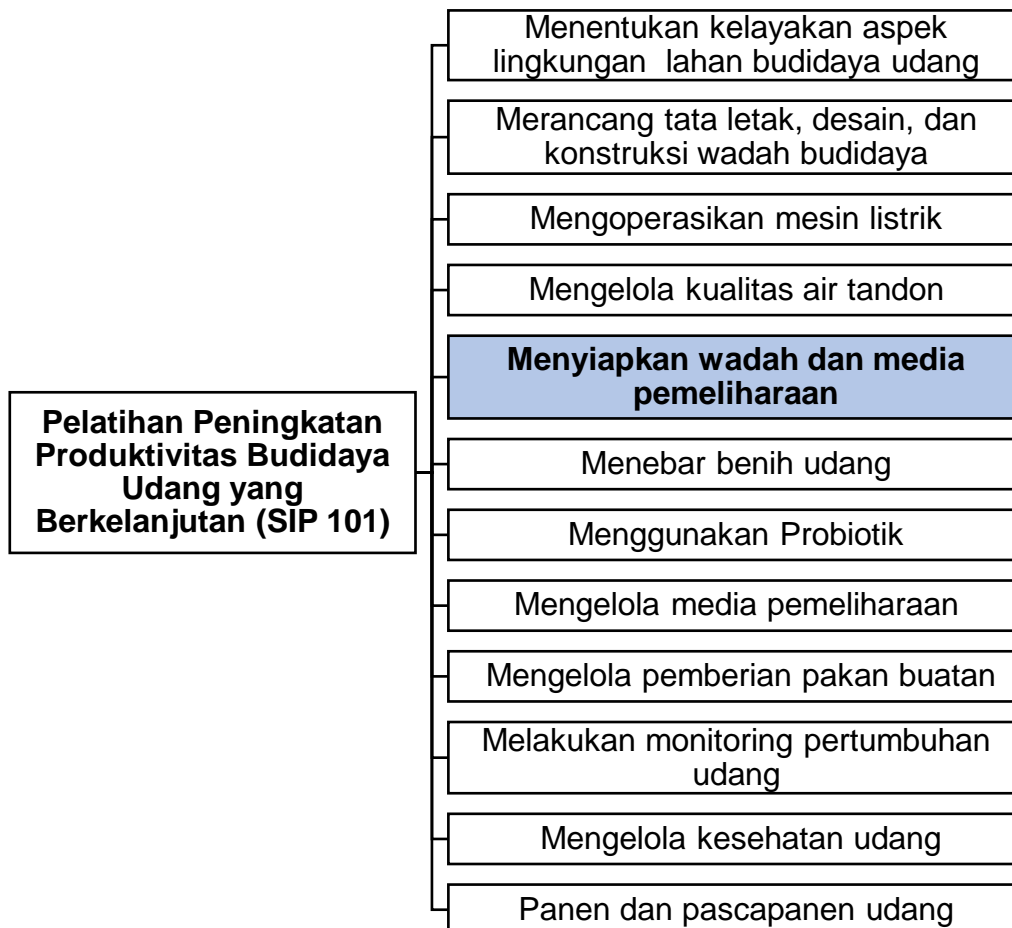 Menentukan kelayakan aspek
lingkungan lahan budidaya udang
Merancang tata letak, desain, dan
konstruksi wadah budidaya
Mengoperasikan mesin listrik
Mengelola kualitas air tandon
Menyiapkan wadah dan media
pemeliharaan
Pelatihan Peningkatan
Produktivitas Budidaya
Udang yang
Berkelanjutan (SIP 101)
Menebar benih udang
Menggunakan Probiotik
Mengelola media pemeliharaan
Mengelola pemberian pakan buatan
Melakukan monitoring pertumbuhan
udang
Mengelola kesehatan udang
Panen dan pascapanen udang